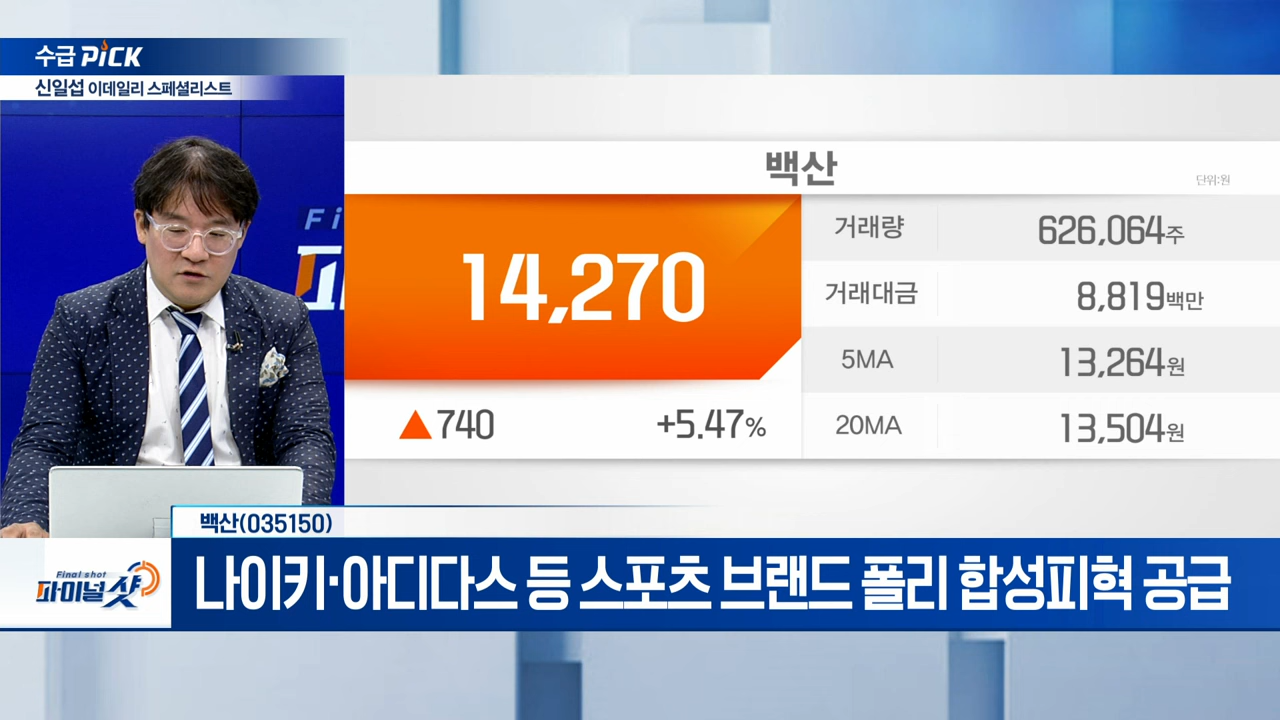 수급 PiCK
신일섭 이데일리 스페셜리스트
Fi
파
백산
단위:원
14,270
▲740 +5.47%
거래량 626,064주
거래대금 8,819백만
5MA 13,264원
20MA 13,504원
백산(035150)
Final shot
파이널샷
나이키·아디다스 등 스포츠 브랜드 폴리 합성피혁 공급